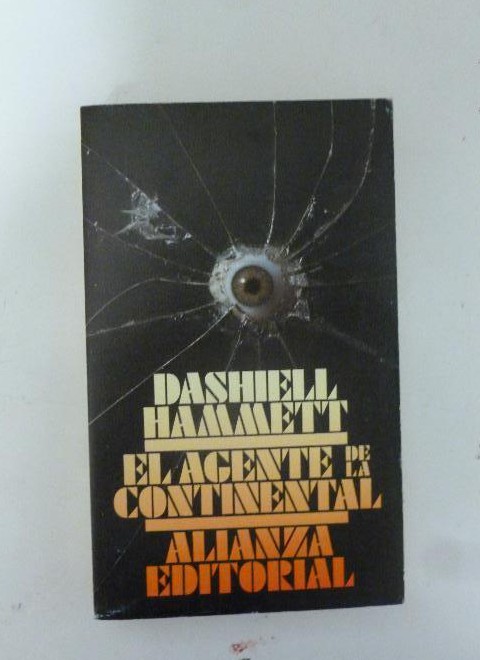 DASHIELL
HAMMETT
EL AGENTE DE LA
CONTINENTAL
ALIANZA
EDITORIAL